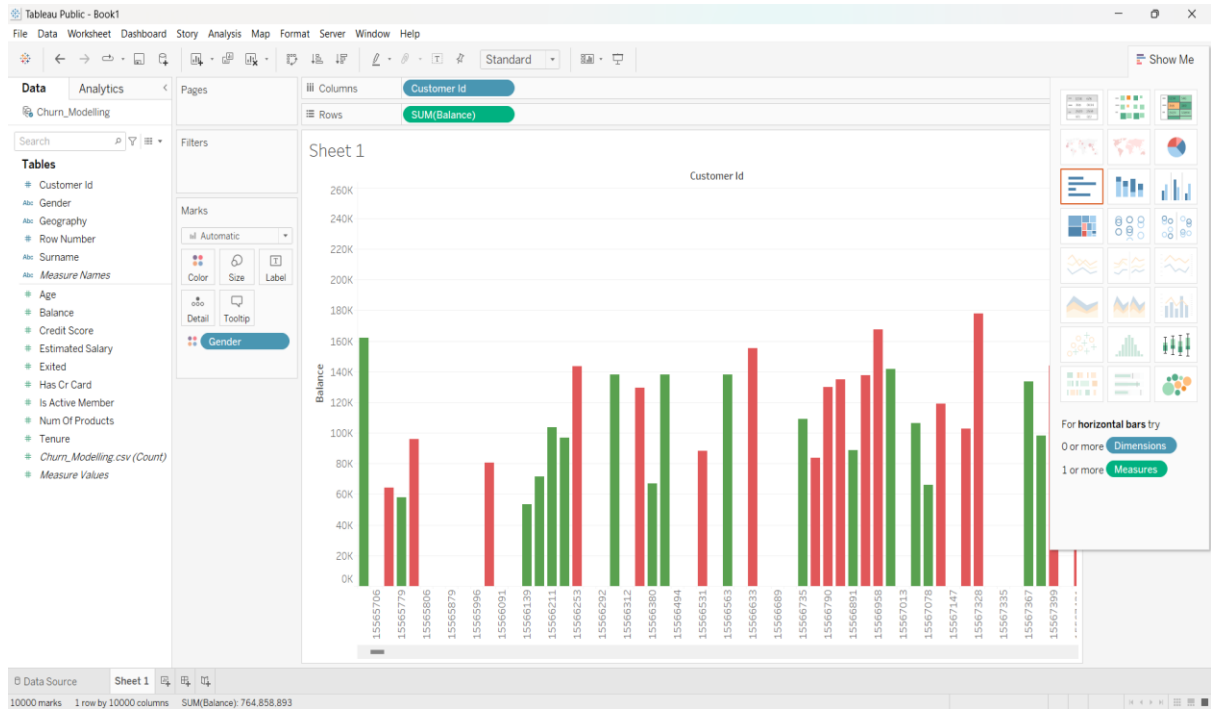 Tableau Public - Book1
File Data Worksheet Dashboard Story Analysis Map Format Server Window Help
Standard
Show Me
Data Analytics
Churn_Modelling
Search
Tables
# Customer Id
Abc Gender
Abc Geography
# Row Number
Abc Surname
Abc Measure Names
# Age
# Balance
# Credit Score
# Estimated Salary
# Exited
# Has Cr Card
# Is Active Member
# Num Of Products
# Tenure
# Churn_Modelling.csv (Count)
# Measure Values
Pages
Filters
Marks
Automatic
Color Size Label
Detail Tooltip
Gender
Columns Customer Id
Rows SUM(Balance)
Sheet 1
Customer Id
Balance
260K
240K
220K
200K
180K
160K
140K
120K
100K
80K
60K
40K
20K
0K
15565706
15565779
15565806
15565879
15565996
15566091
15566139
15566211
15566253
15566292
15566312
15566380
15566494
15566531
15566563
15566633
15566689
15566735
15566790
15566891
15566958
15567013
15567078
15567147
15567328
15567335
15567367
15567399
For horizontal bars try
0 or more Dimensions
1 or more Measures
Data Source Sheet 1
10000 marks 1 row by 10000 columns SUM(Balance): 764,858,893